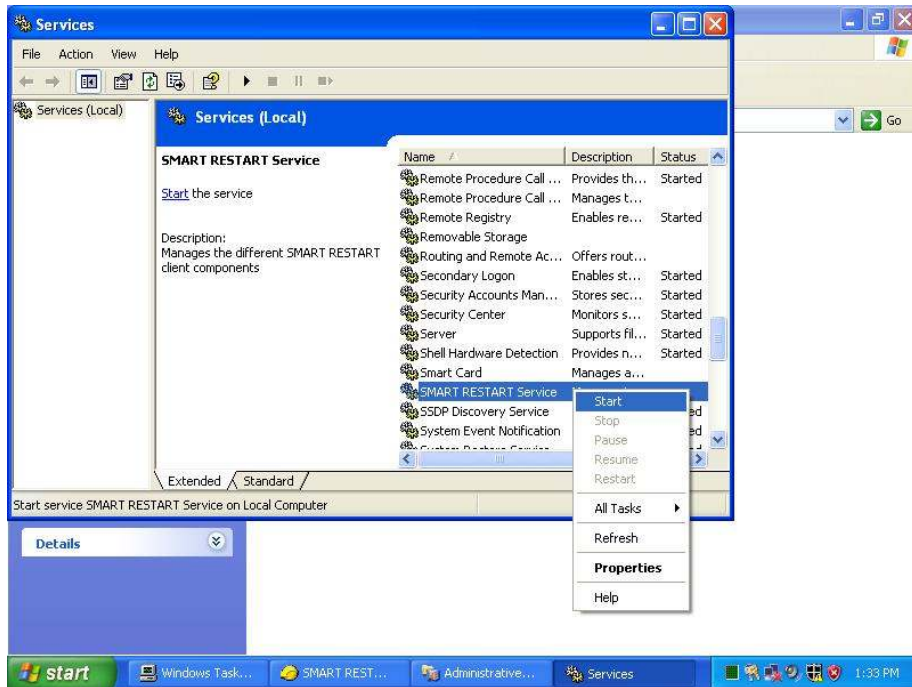 Services
File Action View Help
Services (Local)
Services (Local)
SMART RESTART Service
Start the service
Description:
Manages the different SMART RESTART
client components
Name Description Status
Remote Procedure Call ... Provides th... Started
Remote Procedure Call ... Manages t...
Remote Registry Enables re... Started
Removable Storage
Routing and Remote Ac... Offers rout...
Secondary Logon Enables st... Started
Security Accounts Man... Stores sec... Started
Security Center Monitors s... Started
Server Supports fil... Started
Shell Hardware Detection Provides n... Started
Smart Card Manages a...
SMART RESTART Service
SSDP Discovery Service ed
System Event Notification ed
System Restore Service
Start
Stop
Pause
Resume
Restart
All Tasks
Refresh
Properties
Help
Extended Standard
Start service SMART RESTART Service on Local Computer
Go
Details
start
Windows Task...
SMART REST...
Administrative...
Services
1:33 PM